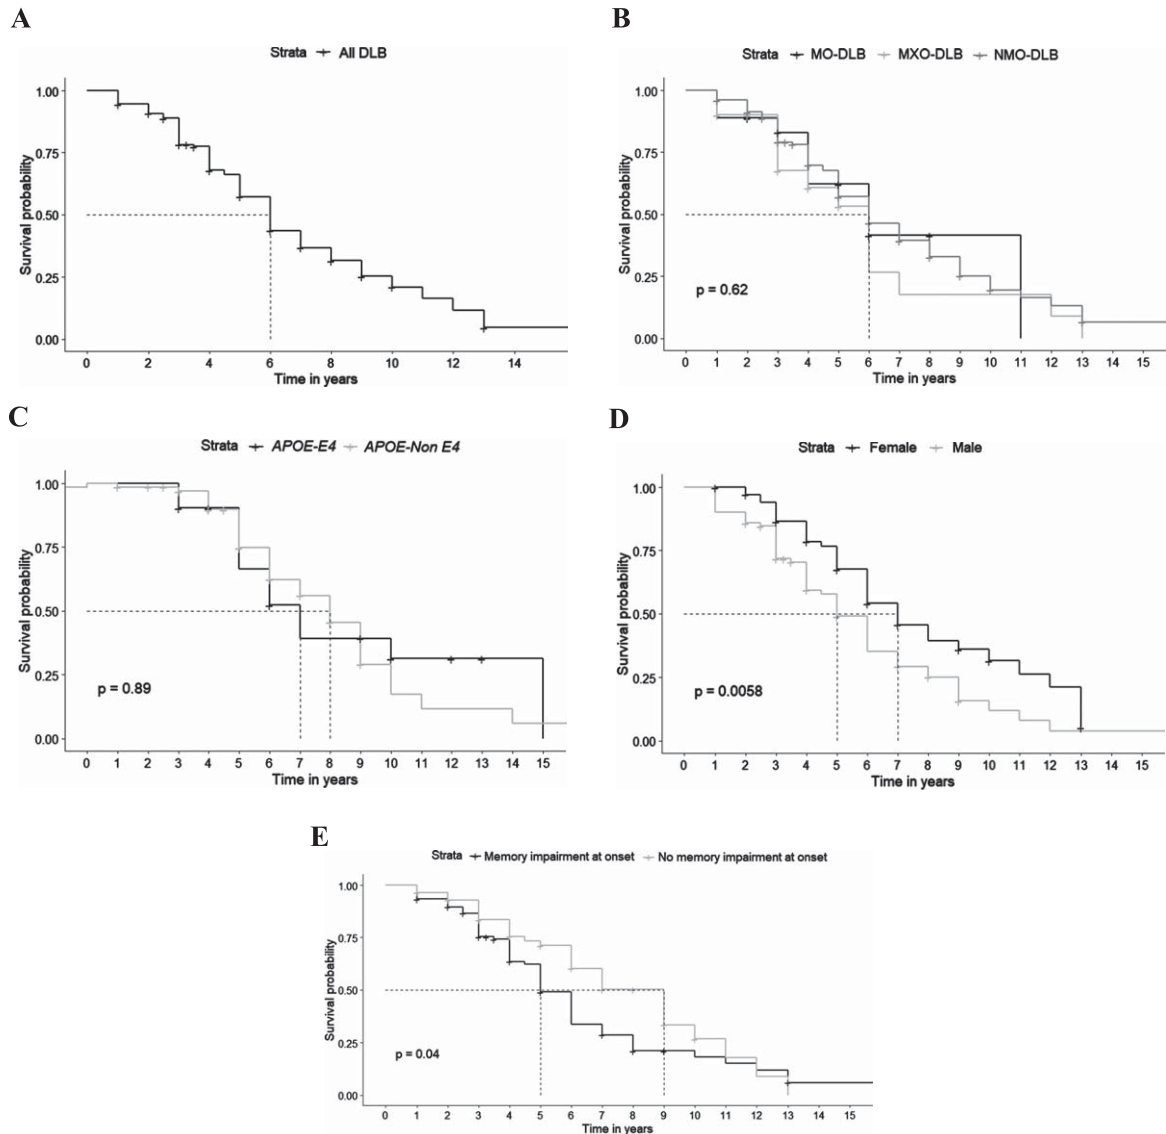 A
Strata All DLB
Survival probability
1.00
0.75
0.50
0.25
0.00
0 2 4 6 8 10 12 14
Time in years
B
Strata MO-DLB MXO-DLB NMO-DLB
Survival probability
1.00
0.75
0.50
0.25
0.00
p = 0.62
0 1 2 3 4 5 6 7 8 9 10 11 12 13 14 15
Time in years
C
Strata APOE-E4 APOE-Non E4
Survival probability
1.00
0.75
0.50
0.25
0.00
p = 0.89
0 1 2 3 4 5 6 7 8 9 10 11 12 13 14 15
Time in years
D
Strata Female Male
Survival probability
1.00
0.75
0.50
0.25
0.00
p = 0.0058
0 1 2 3 4 5 6 7 8 9 10 11 12 13 14 15
Time in years
E
Strata Memory impairment at onset No memory impairment at onset
Survival probability
1.00
0.75
0.50
0.25
0.00
p = 0.04
0 1 2 3 4 5 6 7 8 9 10 11 12 13 14 15
Time in years